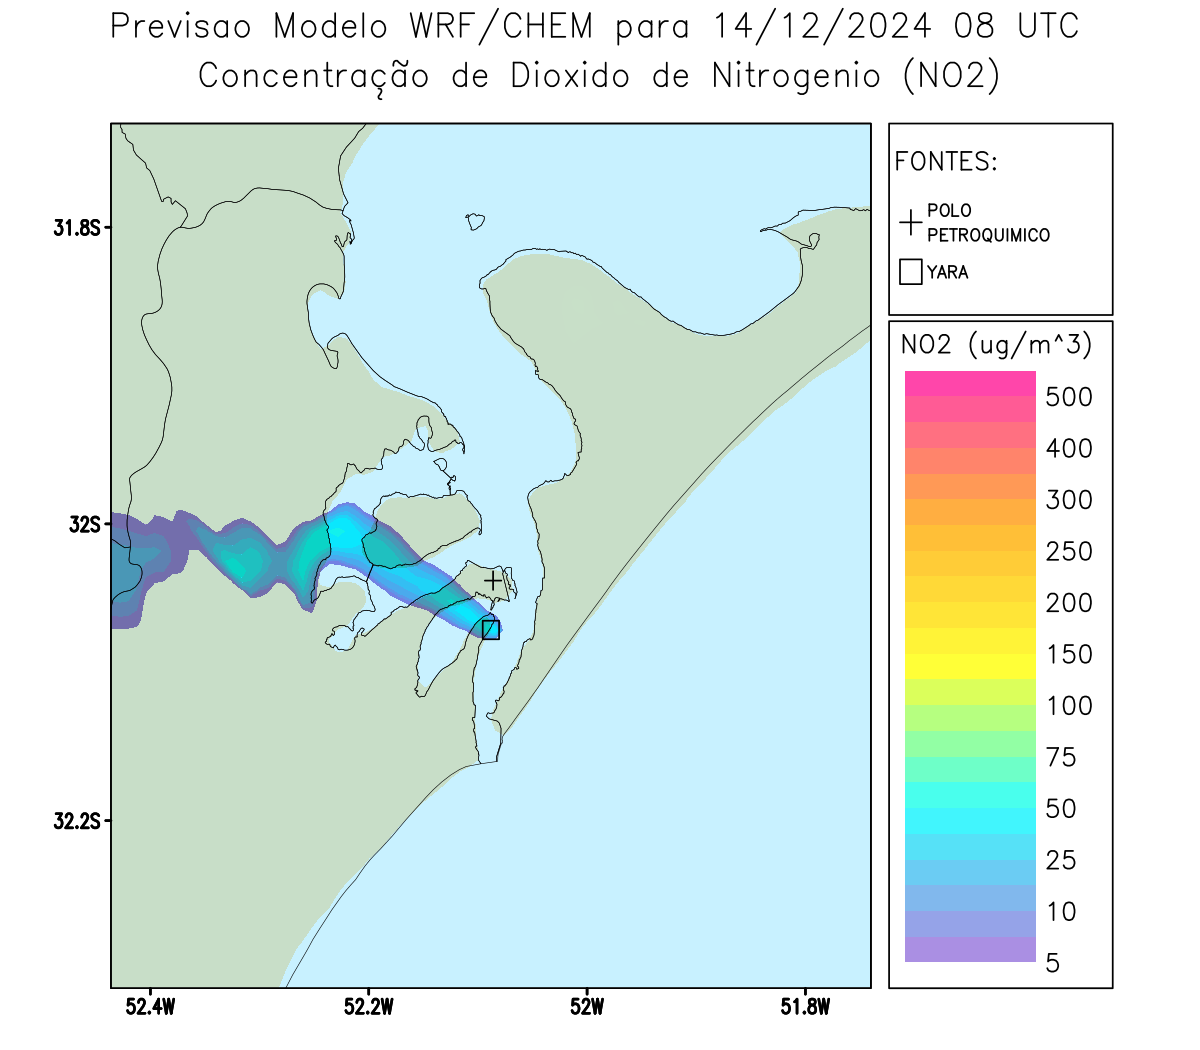 Previsao Modelo WRF/CHEM para 14/12/2024 08 UTC
Concentração de Dioxido de Nitrogenio (NO2)
FONTES:
POLO
PETROQUIMICO
YARA
31.8S
32S
32.2S
52.4W
52.2W
52W
51.8W
NO2 (ug/m^3)
500
400
300
250
200
150
100
75
50
25
10
5